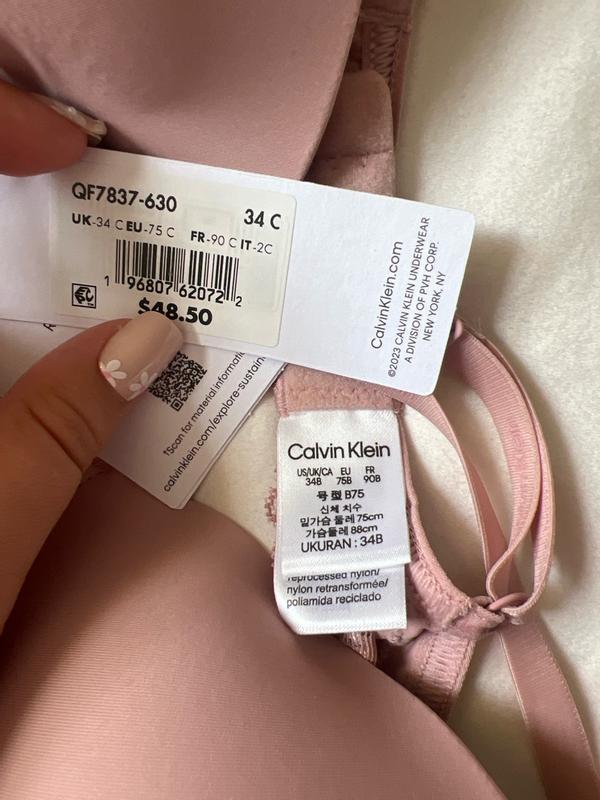 QF7837-630
34 C
UK-34 C EU-75 C FR-90 C IT-2C
1 96807 62072 2
$48.50
CalvinKlein.com
©2023 CALVIN KLEIN UNDERWEAR
A DIVISION OF PVH CORP.
NEW YORK, NY
†Scan for material informatio
calvinklein.com/explore-sustain
Calvin Klein
US/UK/CA EU FR
34B 75B 90B
号型 B75
신체 치수
밑가슴 둘레 75cm
가슴 둘레 88cm
UKURAN : 34B
reprocessed nylon/
nylon retransformée/
poliamida reciclado